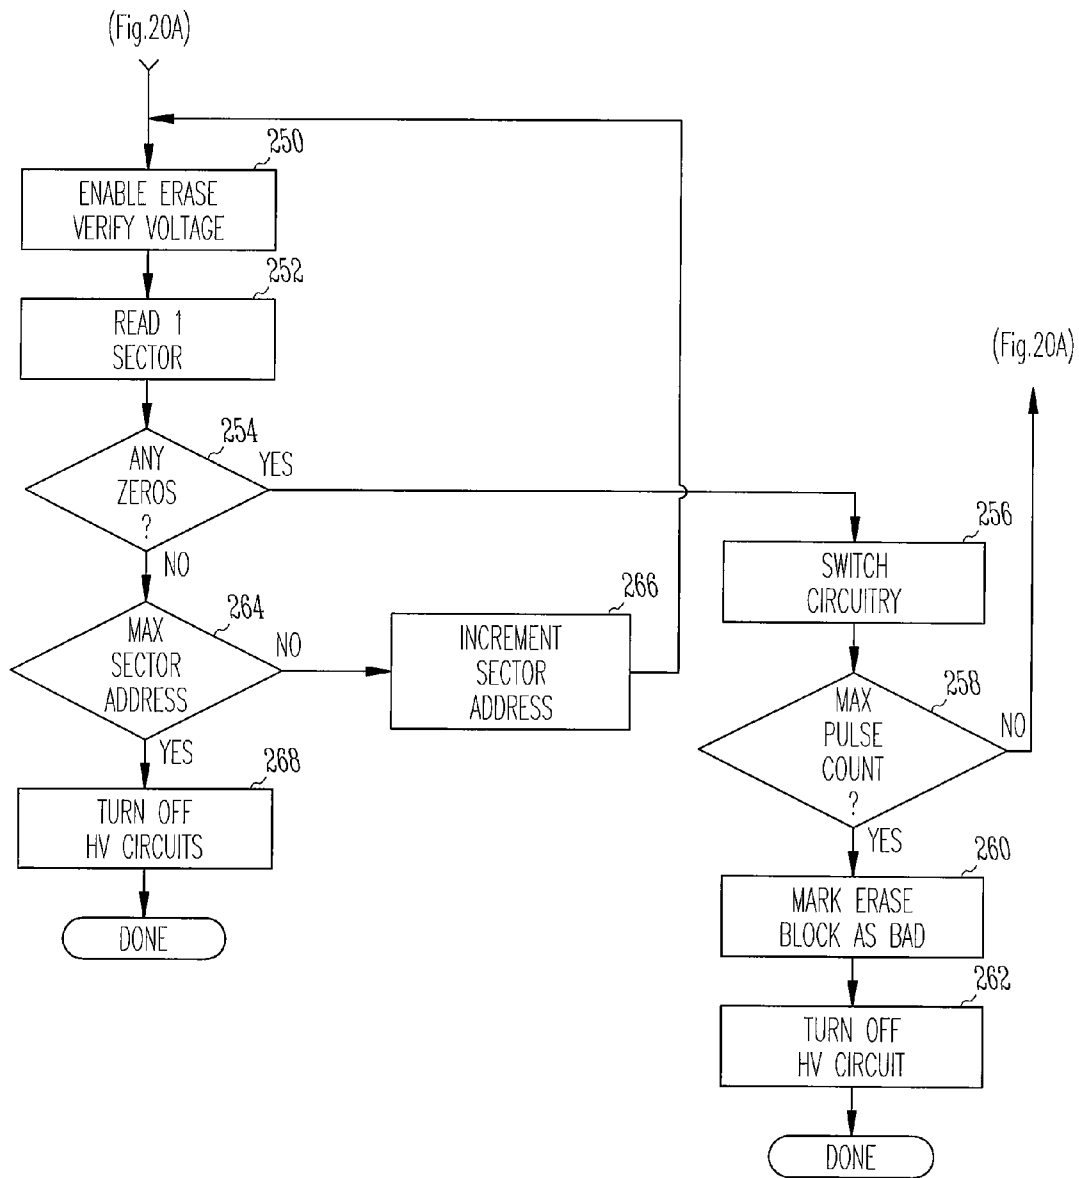 (Fig.20A)
250
ENABLE ERASE
VERIFY VOLTAGE
252
READ 1
SECTOR
(Fig.20A)
254
ANY
ZEROS
?
YES
NO
256
SWITCH
CIRCUITRY
264
MAX
SECTOR
ADDRESS
NO
YES
266
INCREMENT
SECTOR
ADDRESS
258
MAX
PULSE
COUNT
?
NO
YES
268
TURN OFF
HV CIRCUITS
DONE
260
MARK ERASE
BLOCK AS BAD
262
TURN OFF
HV CIRCUIT
DONE